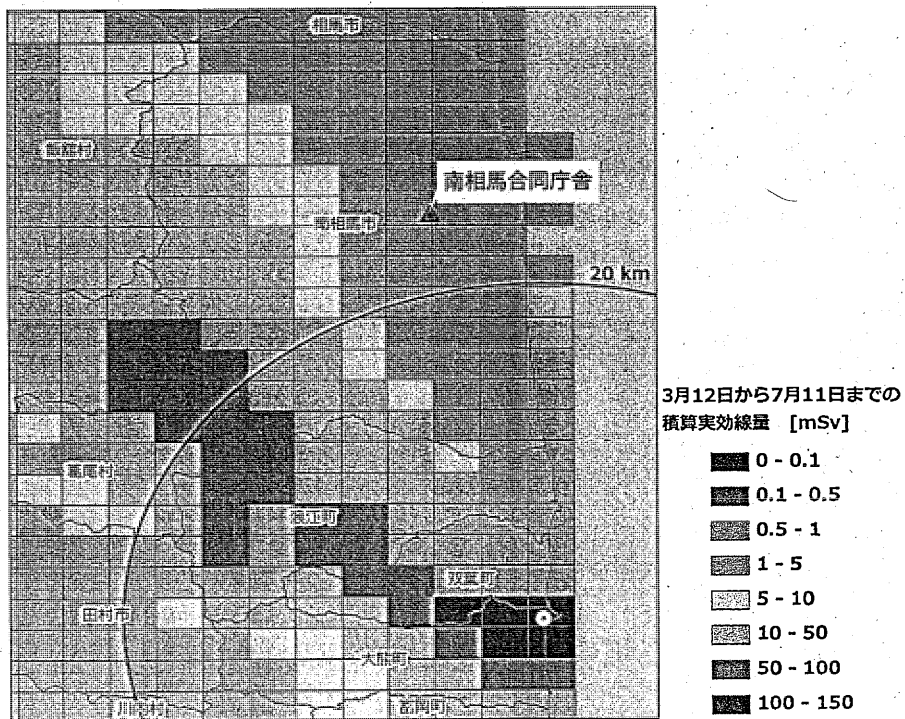 相馬市
飯舘村
南相馬合同庁舎
南相馬市
20 km
3月12日から7月11日までの
積算実効線量 [mSv]
0 - 0.1
0.1 - 0.5
葛尾村
0.5 - 1
浪江町
1 - 5
双葉町
5 - 10
田村市
10 - 50
大熊町
50 - 100
川内村
富岡町
100 - 150